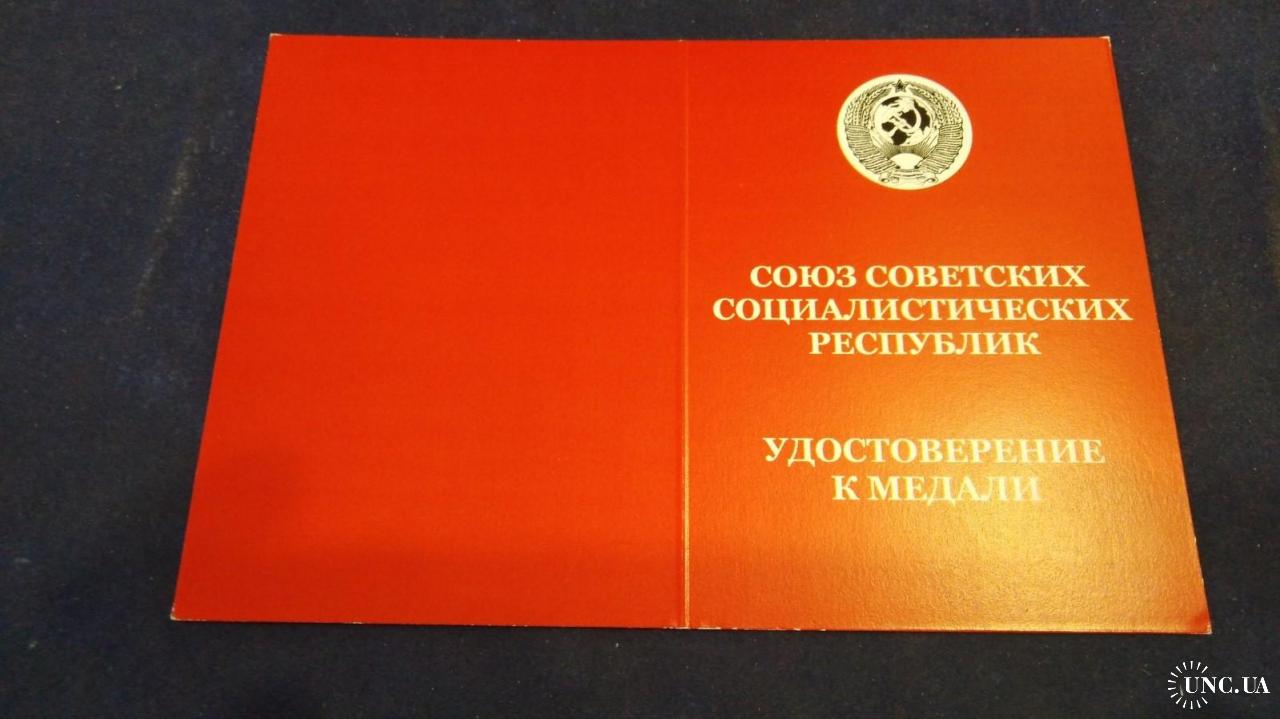 СОЮЗ СОВЕТСКИХ
СОЦИАЛИСТИЧЕСКИХ
РЕСПУБЛИК
УДОСТОВЕРЕНИЕ
К МЕДАЛИ
UNC.UA